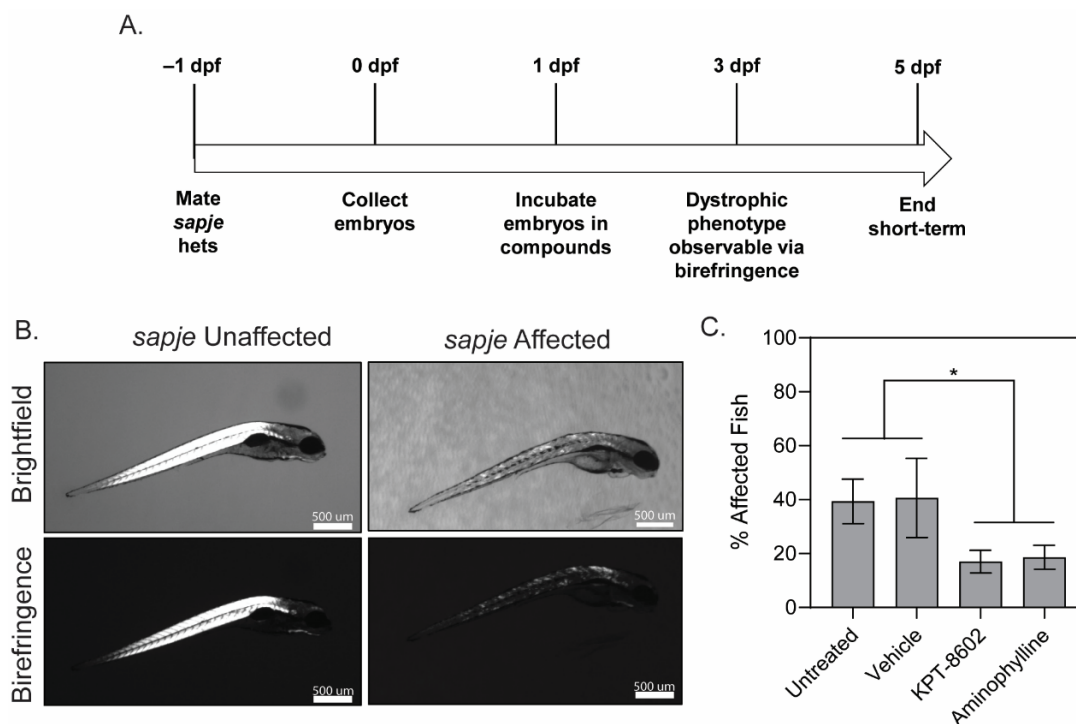 A.
–1 dpf 0 dpf 1 dpf 3 dpf 5 dpf
Mate
sapje
hets
Collect
embryos
Incubate
embryos in
compounds
Dystrophic
phenotype
observable via
birefringence
End
short-term
B.
sapje Unaffected
sapje Affected
Brightfield
500 um
500 um
Birefringence
500 um
500 um
C.
% Affected Fish
100
80
60
40
20
0
*
Untreated
Vehicle
KPT-8602
Aminophylline